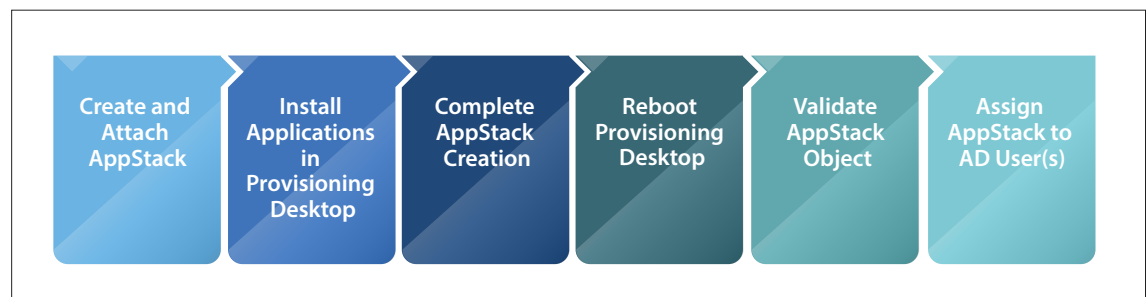 Create and
Attach
AppStack
Install
Applications
in
Provisioning
Desktop
Complete
AppStack
Creation
Reboot
Provisioning
Desktop
Validate
AppStack
Object
Assign
AppStack to
AD User(s)